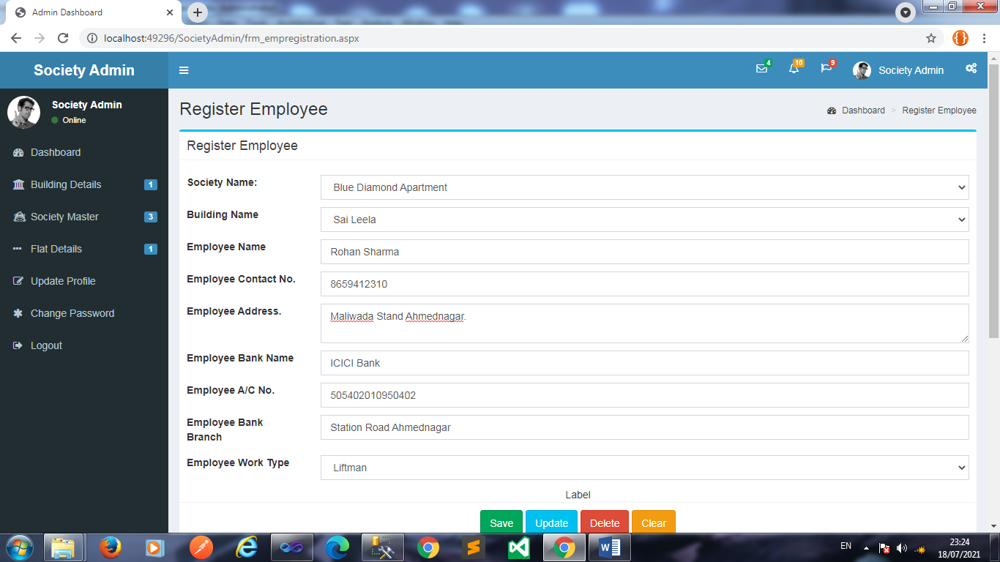 Admin Dashboard
localhost:49296/SocietyAdmin/frm_empregistration.aspx
Society Admin
4
10
9
Society Admin
Society Admin
Online
Dashboard
Building Details 1
Society Master 3
Flat Details 1
Update Profile
Change Password
Logout
Register Employee
Dashboard > Register Employee
Register Employee
Society Name: Blue Diamond Apartment
Building Name Sai Leela
Employee Name Rohan Sharma
Employee Contact No. 8659412310
Employee Address. Maliwada Stand Ahmednagar.
Employee Bank Name ICICI Bank
Employee A/C No. 505402010950402
Employee Bank Branch Station Road Ahmednagar
Employee Work Type Liftman
Label
Save Update Delete Clear
EN
23:24
18/07/2021